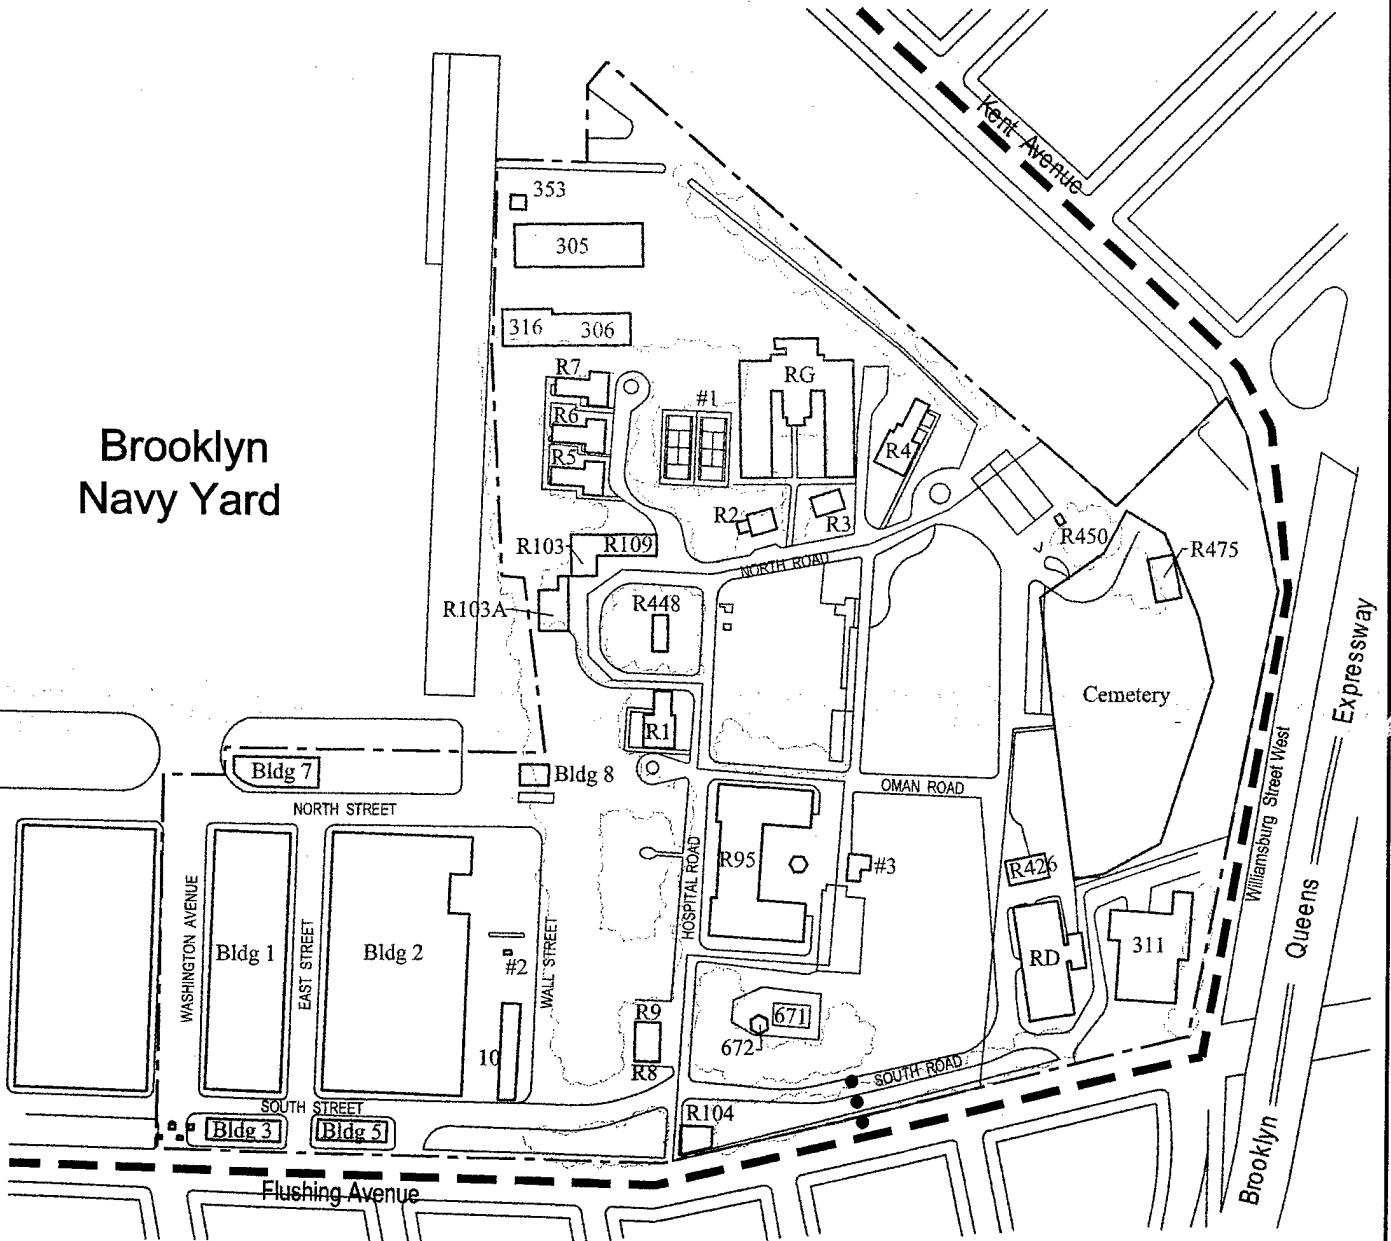 Kent Avenue
353
305
316
306
R7
RG
#1
R6
R4
Brooklyn
Navy Yard
R5
R2
R3
R450
R103
R109
R475
NORTH ROAD
R103A
R448
Cemetery
Expressway
R1
Williamsburg Street West
Bldg 7
Bldg 8
OMAN ROAD
NORTH STREET
R95
#3
R426
HOSPITAL ROAD
Queens
WASHINGTON AVENUE
Bldg 1
EAST STREET
Bldg 2
#2
WALL STREET
RD
311
R9
671
672
10
R8
SOUTH ROAD
SOUTH STREET
R104
Bldg 3
Bldg 5
Brooklyn
Flushing Avenue